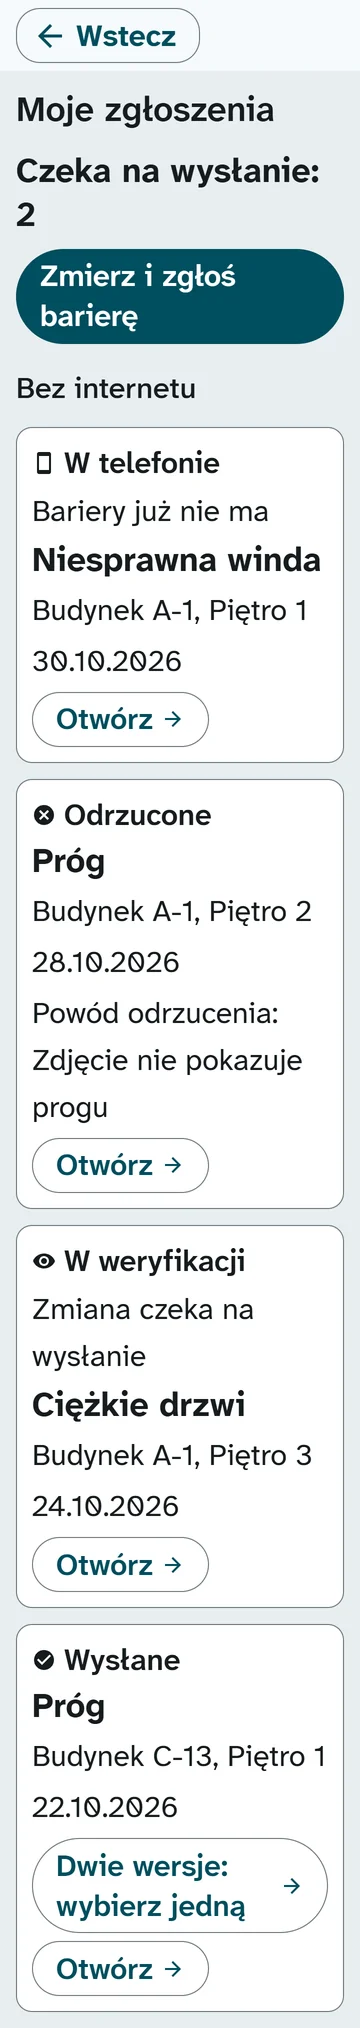 Wstecz
Moje zgłoszenia
Czeka na wysłanie:
2
Zmierz i zgłoś
barierę
Bez internetu
W telefonie
Bariery już nie ma
Niesprawna winda
Budynek A-1, Piętro 1
30.10.2026
Otwórz
Odrzucone
Próg
Budynek A-1, Piętro 2
28.10.2026
Powód odrzucenia:
Zdjęcie nie pokazuje
progu
Otwórz
W weryfikacji
Zmiana czeka na
wysłanie
Ciężkie drzwi
Budynek A-1, Piętro 3
24.10.2026
Otwórz
Wysłane
Próg
Budynek C-13, Piętro 1
22.10.2026
Dwie wersje:
wybierz jedną
Otwórz